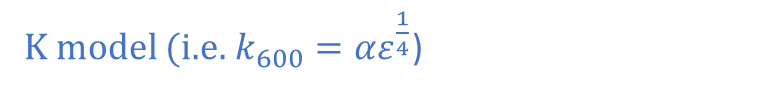 K model (i.e. k₆₀₀ = αε^{1/4})